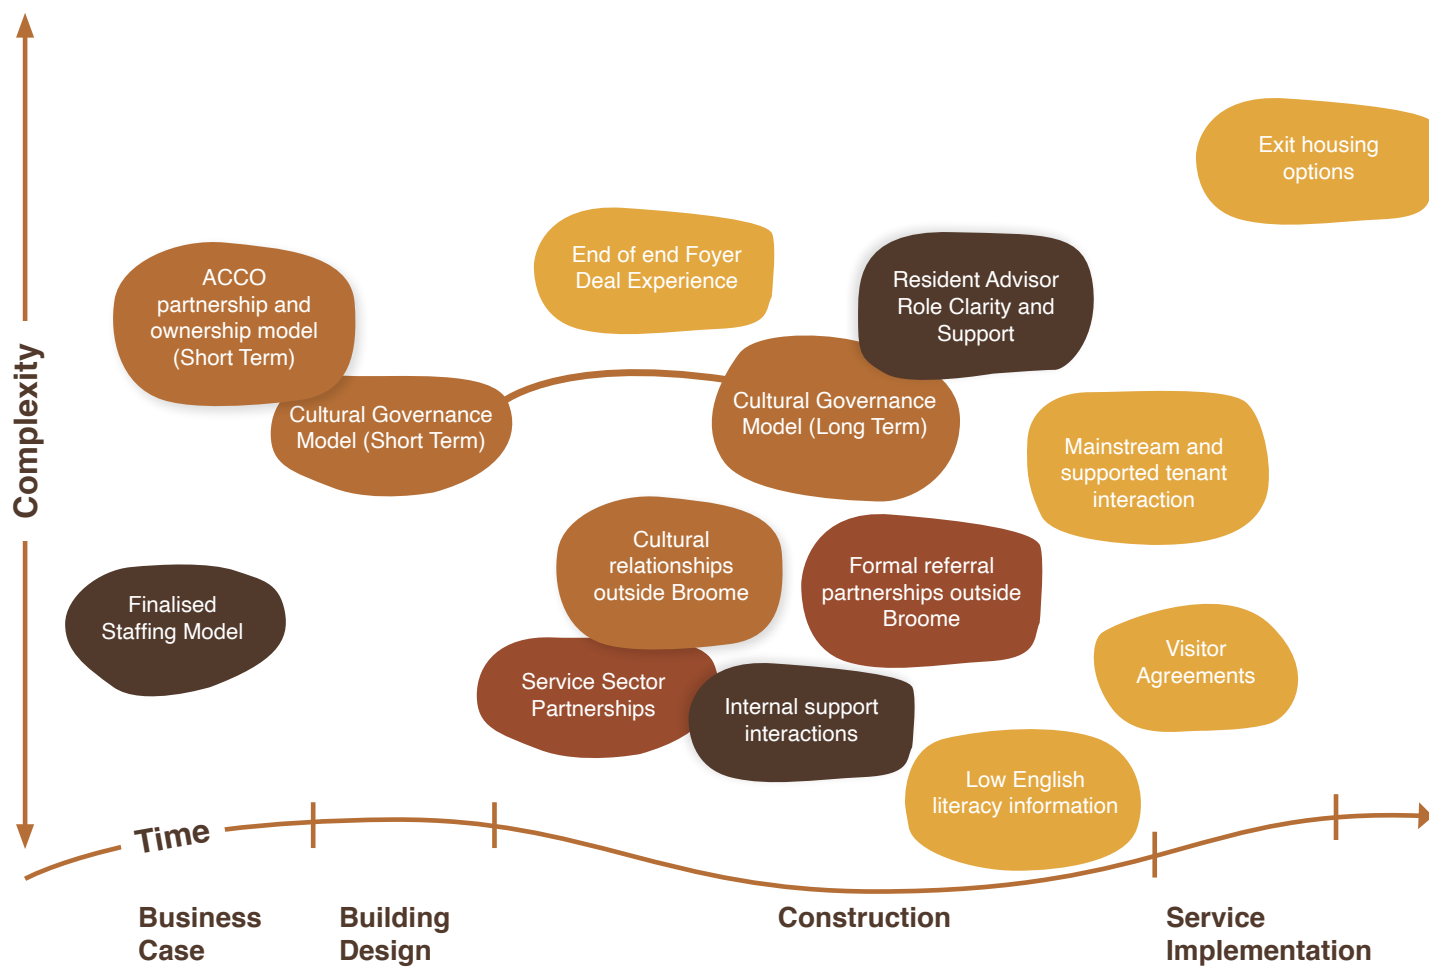 Complexity
Exit housing
options
End of end Foyer
Deal Experience
ACCO
partnership and
ownership model
(Short Term)
Resident Advisor
Role Clarity and
Support
Cultural Governance
Model (Short Term)
Cultural Governance
Model (Long Term)
Mainstream and
supported tenant
interaction
Cultural
relationships
outside Broome
Formal referral
partnerships outside
Broome
Finalised
Staffing Model
Visitor
Agreements
Service Sector
Partnerships
Internal support
interactions
Low English
literacy information
Time
Business
Case
Building
Design
Construction
Service
Implementation